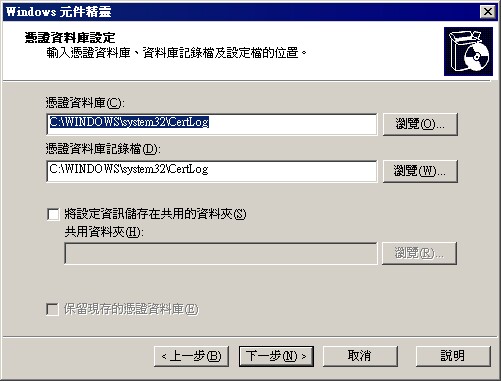 Windows 元件精靈
憑證資料庫設定
輸入憑證資料庫、資料庫記錄檔及設定檔的位置。
憑證資料庫(C):
C:\WINDOWS\system32\CertLog
瀏覽(O)...
憑證資料庫記錄檔(D):
C:\WINDOWS\system32\CertLog
瀏覽(W)...
將設定資訊儲存在共用的資料夾(S)
共用資料夾(H):
瀏覽(R)...
保留現存的憑證資料庫(E)
<上一步(B)
下一步(N)>
取消
說明